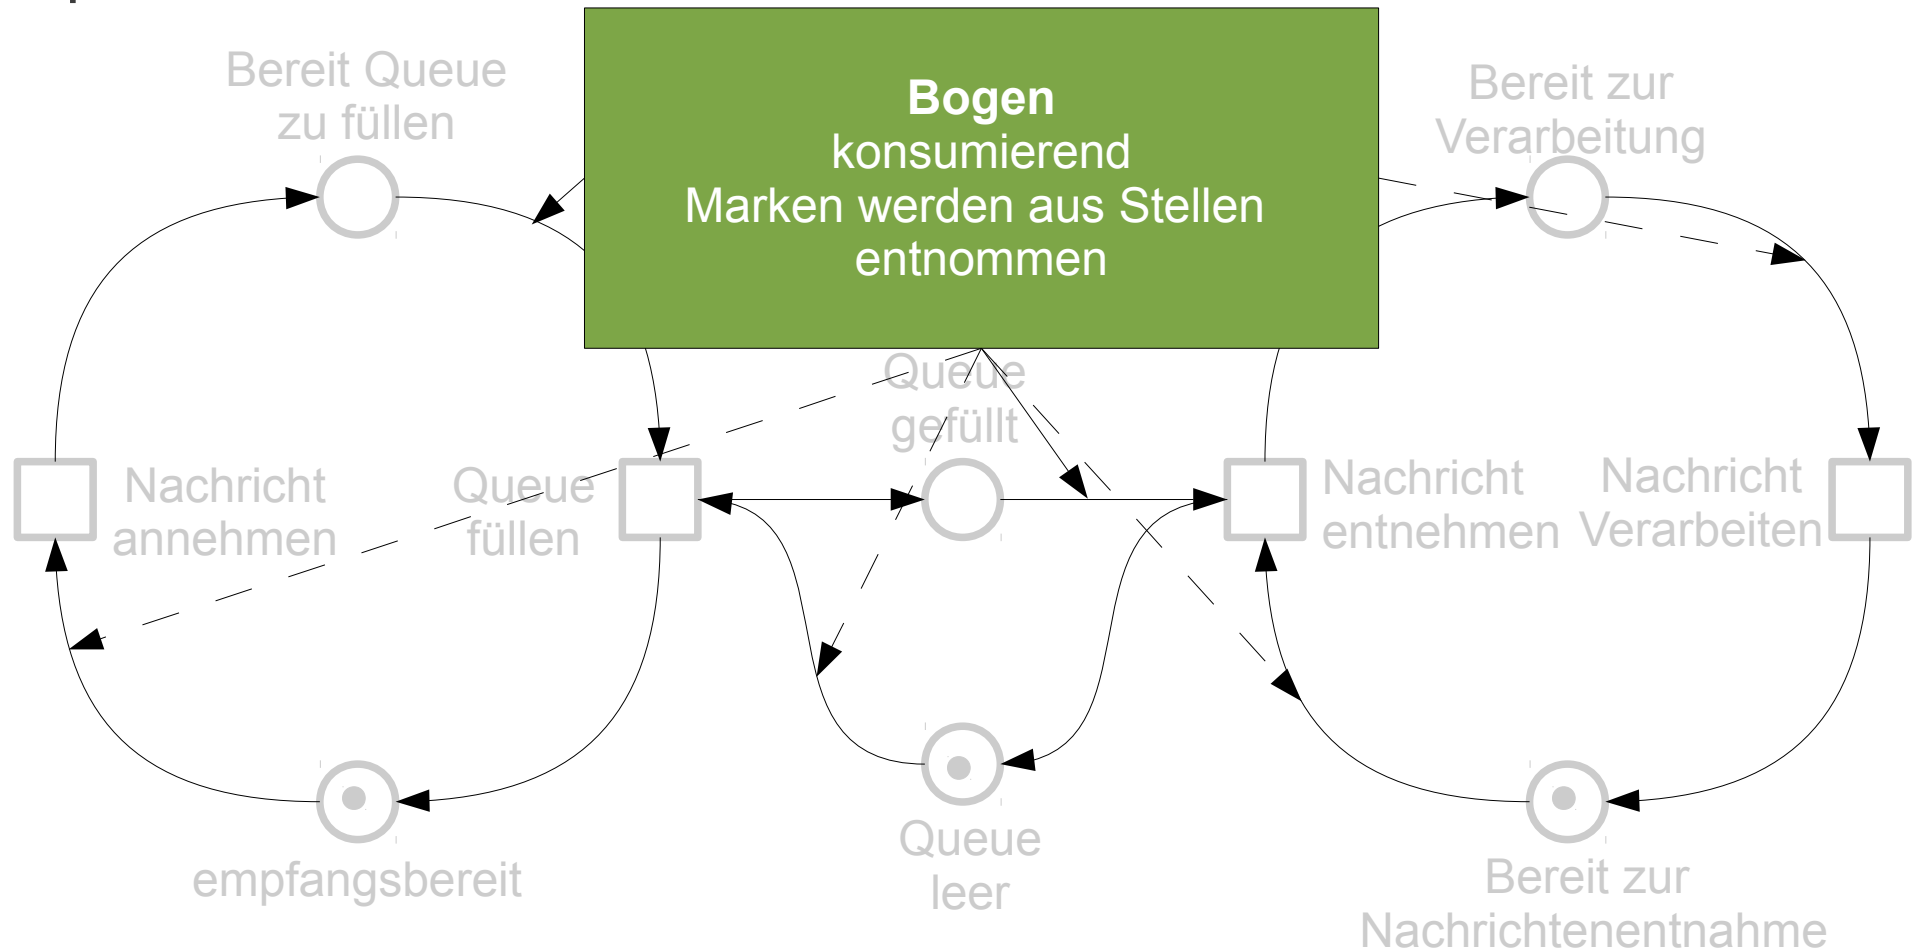 Bereit Queue
zu füllen
Bogen
konsumierend
Marken werden aus Stellen
entnommen
Bereit zur
Verarbeitung
Queue
gefüllt
Nachricht
annehmen
Queue
füllen
Nachricht
entnehmen
Nachricht
Verarbeiten
empfangsbereit
Queue
leer
Bereit zur
Nachrichtenentnahme